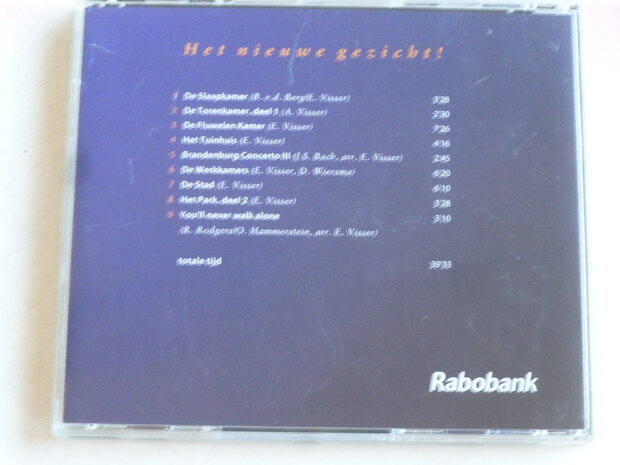 Het nieuwe gezicht!
1 De Slaapkamer (B. v.d. Berg/E. Visser) 3'28
2 De Torenkamer, deel 1 (A. Visser) 2'30
3 De Fluwelen Kamer (E. Visser) 7'26
4 Het Tuinhuis (E. Visser) 4'16
5 Brandenburg Concerto III (J.S. Bach, arr. E. Visser) 2'45
6 De Werkkamers (E. Visser, D. Wiersma) 6'20
7 De Stad (E. Visser) 6'10
8 Het Park, deel 2 (E. Visser) 3'28
9 You'll never walk alone 3'10
(R. Rodgers/O. Hammerstein, arr. E. Visser)
totale tijd 39'33
Rabobank